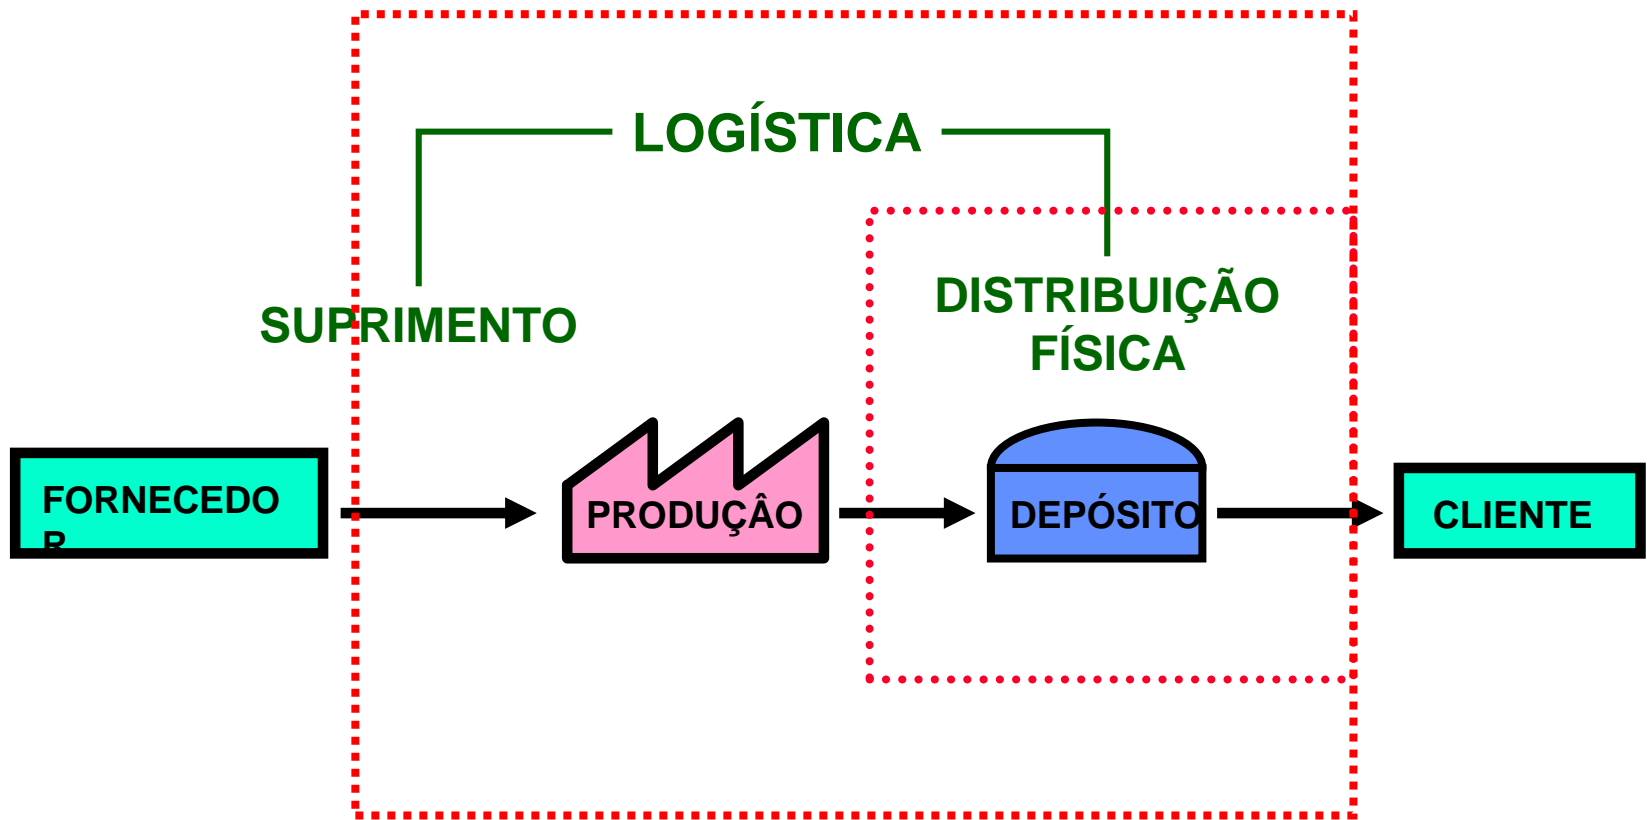 LOGÍSTICA
SUPRIMENTO
DISTRIBUIÇÃO
FÍSICA
FORNECEDO
R
PRODUÇÂO
DEPÓSITO
CLIENTE